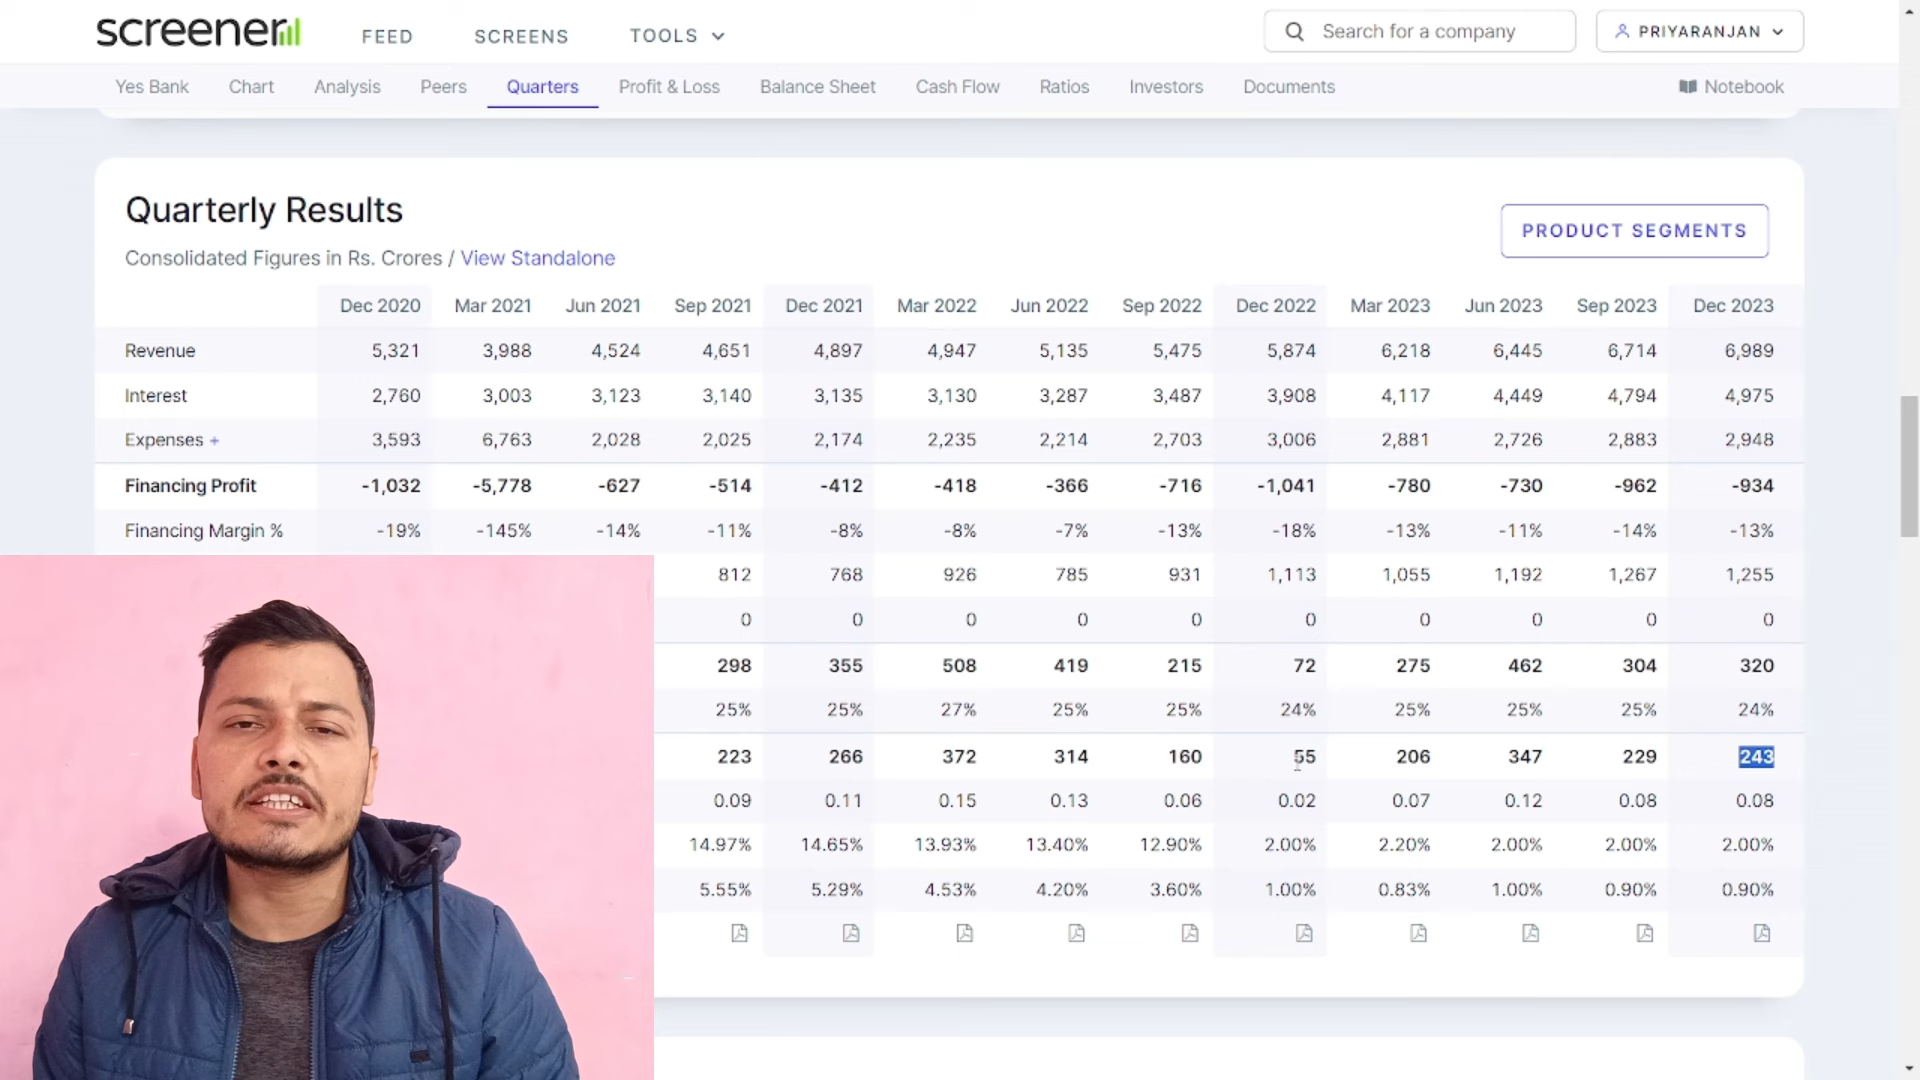 screener FEED SCREENS TOOLS Search for a company PRIYARANJAN
Yes Bank Chart Analysis Peers Quarters Profit & Loss Balance Sheet Cash Flow Ratios Investors Documents Notebook
Quarterly Results
PRODUCT SEGMENTS
Consolidated Figures in Rs. Crores / View Standalone
Dec 2020 Mar 2021 Jun 2021 Sep 2021 Dec 2021 Mar 2022 Jun 2022 Sep 2022 Dec 2022 Mar 2023 Jun 2023 Sep 2023 Dec 2023
Revenue 5,321 3,988 4,524 4,651 4,897 4,947 5,135 5,475 5,874 6,218 6,445 6,714 6,989
Interest 2,760 3,003 3,123 3,140 3,135 3,130 3,287 3,487 3,908 4,117 4,449 4,794 4,975
Expenses + 3,593 6,763 2,028 2,025 2,174 2,235 2,214 2,703 3,006 2,881 2,726 2,883 2,948
Financing Profit -1,032 -5,778 -627 -514 -412 -418 -366 -716 -1,041 -780 -730 -962 -934
Financing Margin % -19% -145% -14% -11% -8% -8% -7% -13% -18% -13% -11% -14% -13%
812 768 926 785 931 1,113 1,055 1,192 1,267 1,255
0 0 0 0 0 0 0 0 0 0
298 355 508 419 215 72 275 462 304 320
25% 25% 27% 25% 25% 24% 25% 25% 25% 24%
223 266 372 314 160 55 206 347 229 243
0.09 0.11 0.15 0.13 0.06 0.02 0.07 0.12 0.08 0.08
14.97% 14.65% 13.93% 13.40% 12.90% 2.00% 2.20% 2.00% 2.00% 2.00%
5.55% 5.29% 4.53% 4.20% 3.60% 1.00% 0.83% 1.00% 0.90% 0.90%